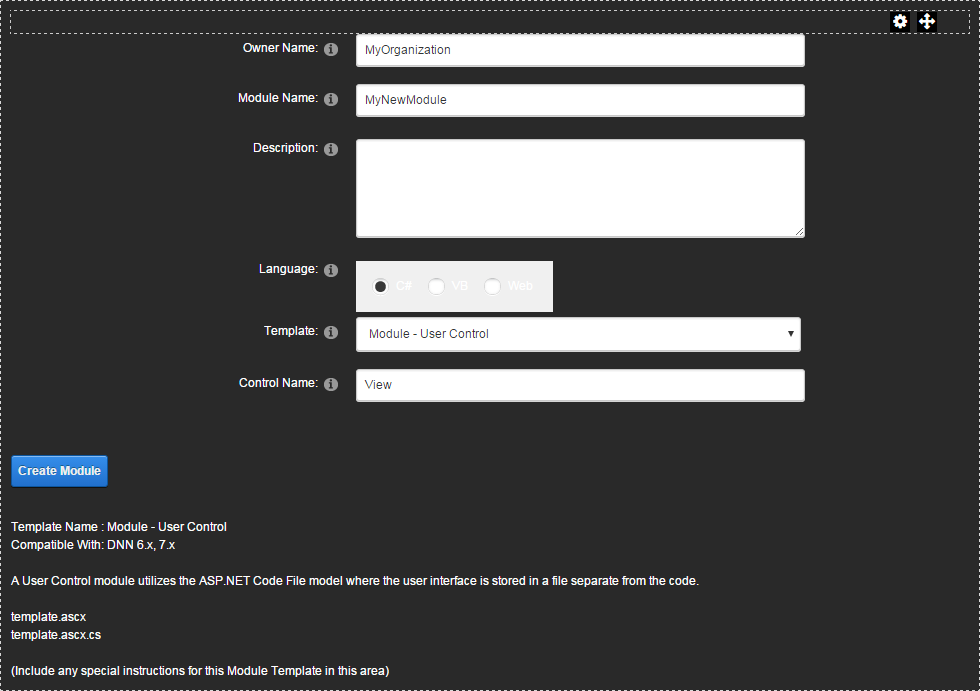 Owner Name:
MyOrganization
Module Name:
MyNewModule
Description:
Language:
C# VB Web
Template:
Module - User Control
Control Name:
View
Create Module
Template Name : Module - User Control
Compatible With: DNN 6.x, 7.x
A User Control module utilizes the ASP.NET Code File model where the user interface is stored in a file separate from the code.
template.ascx
template.ascx.cs
(Include any special instructions for this Module Template in this area)